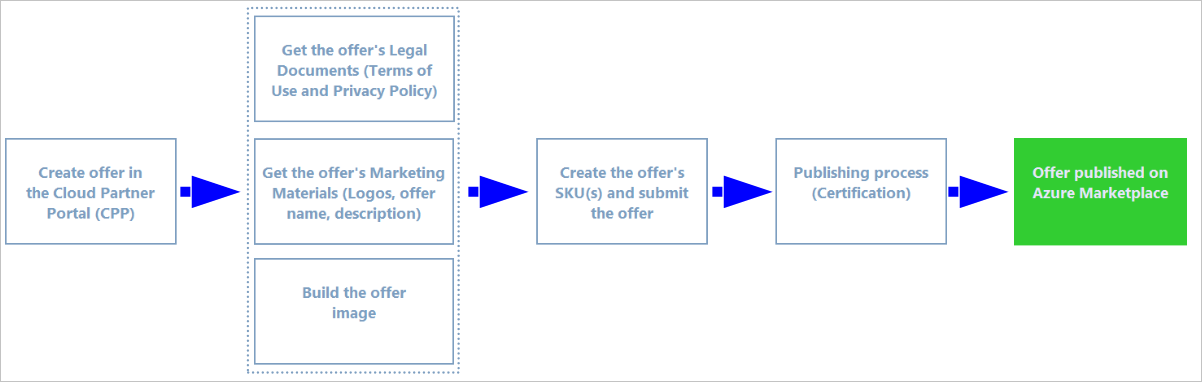 Get the offer's Legal
Documents (Terms of
Use and Privacy Policy)
Create offer in
the Cloud Partner
Portal (CPP)
Get the offer's Marketing
Materials (Logos, offer
name, description)
Build the offer
image
Create the offer's
SKU(s) and submit
the offer
Publishing process
(Certification)
Offer published on
Azure Marketplace